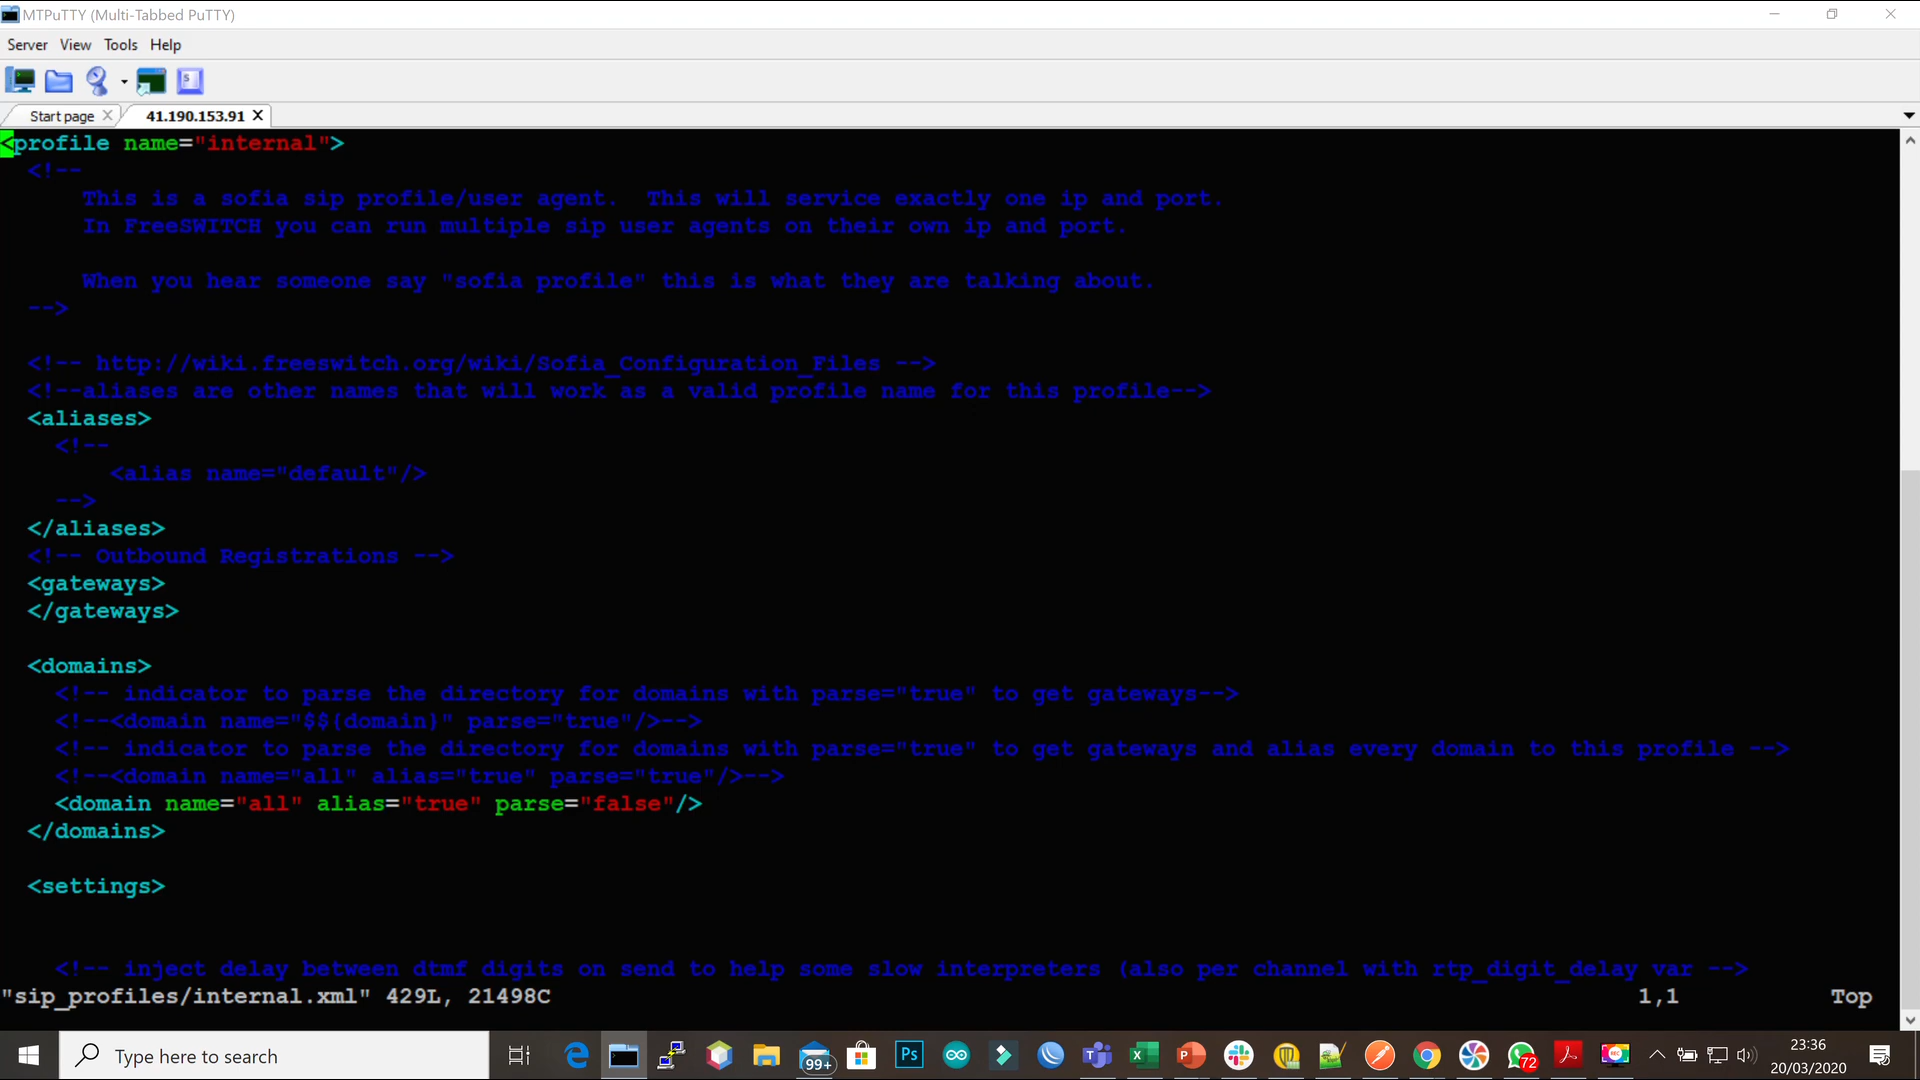 MTPuTTY (Multi-Tabbed PuTTY)
Server View Tools Help
Start page 41.190.153.91
<profile name="internal">
<!--
This is a sofia sip profile/user agent.  This will service exactly one ip and port.
In FreeSWITCH you can run multiple sip user agents on their own ip and port.
When you hear someone say "sofia profile" this is what they are talking about.
-->
<!-- http://wiki.freeswitch.org/wiki/Sofia_Configuration_Files -->
<!--aliases are other names that will work as a valid profile name for this profile-->
<aliases>
<!--
<alias name="default"/>
-->
</aliases>
<!-- Outbound Registrations -->
<gateways>
</gateways>
<domains>
<!-- indicator to parse the directory for domains with parse="true" to get gateways-->
<!--<domain name="$${domain}" parse="true"/>-->
<!-- indicator to parse the directory for domains with parse="true" to get gateways and alias every domain to this profile -->
<!--<domain name="all" alias="true" parse="true"/>-->
<domain name="all" alias="true" parse="false"/>
</domains>
<settings>
<!-- inject delay between dtmf digits on send to help some slow interpreters (also per channel with rtp_digit_delay var -->
"sip_profiles/internal.xml" 429L, 21498C 1,1 Top
Type here to search
99+
Ps
72
REC
23:36
20/03/2020